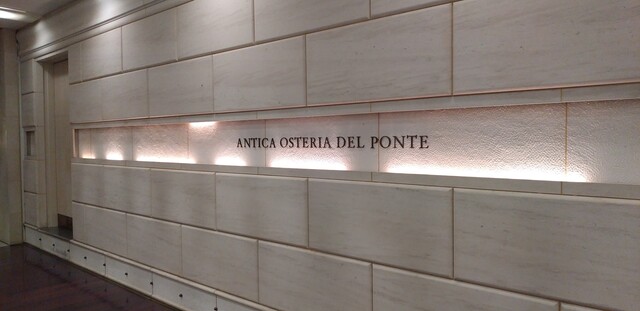 ANTICA OSTERIA DEL PONTE